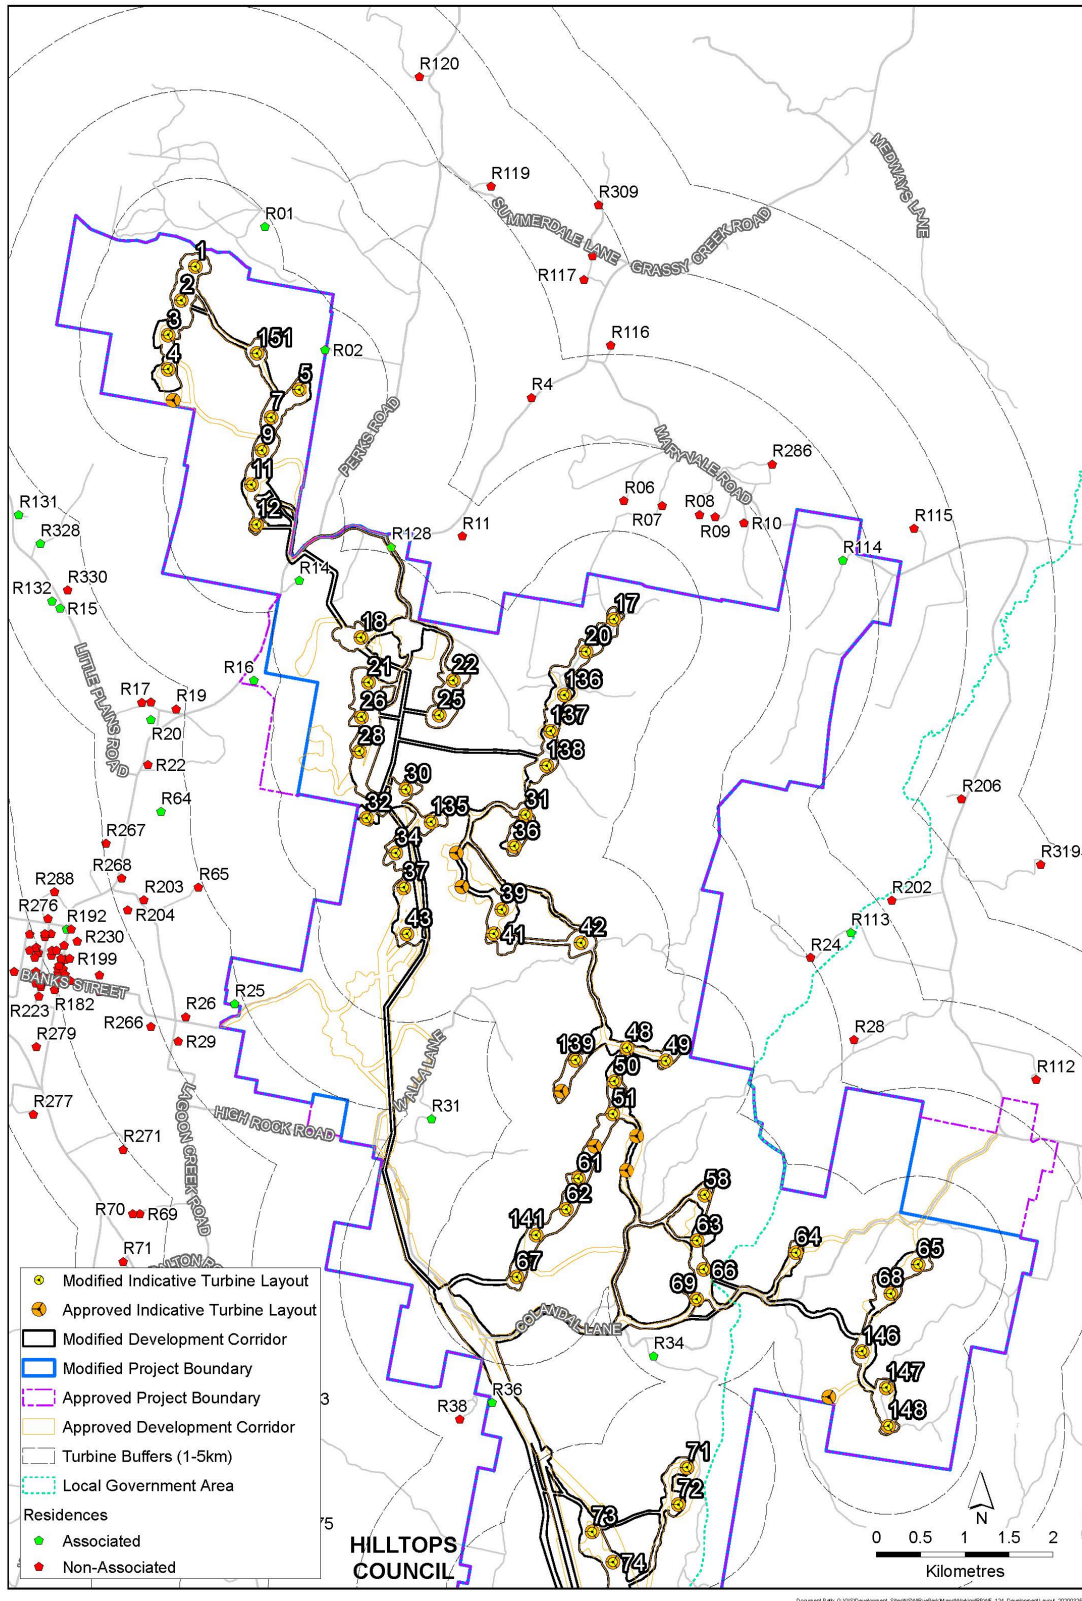 R120
MEDWAYS LANE
R119
R309
SUMMERDALE LANE
GRASSY CREEK ROAD
R01
R117
1
2
3
151
R116
4
R02
5
R4
7
PERKS ROAD
9
MARYVALE ROAD
R286
11
R131
R06
R08
12
R07
R10
R115
R328
R11
R09
R128
R114
R330
R14
R132
R15
17
18
20
LITTLE PLAINS ROAD
R16
21
22
136
R17
R19
26
25
R20
137
28
138
R22
30
R206
R64
32
135
31
R267
34
36
R319
R268
R203
R65
37
R288
R202
R204
39
R276
R192
43
41
42
R113
R230
R24
R199
BANKS STREET
R182
R25
R223
R26
R28
R266
R279
R29
WALLA LANE
139
48
49
50
R112
R277
LAGOON CREEK ROAD
HIGH ROCK ROAD
R31
51
R271
61
58
62
R70
R69
141
63
64
R71
DALTON RO
67
66
65
68
69
COLANDAL LANE
146
R34
147
R36
148
R38
3
71
72
73
75
74
HILLTOPS
COUNCIL
Modified Indicative Turbine Layout
Approved Indicative Turbine Layout
Modified Development Corridor
Modified Project Boundary
Approved Project Boundary
Approved Development Corridor
Turbine Buffers (1-5km)
Local Government Area
Residences
Associated
Non-Associated
N
0 0.5 1 1.5 2
Kilometres